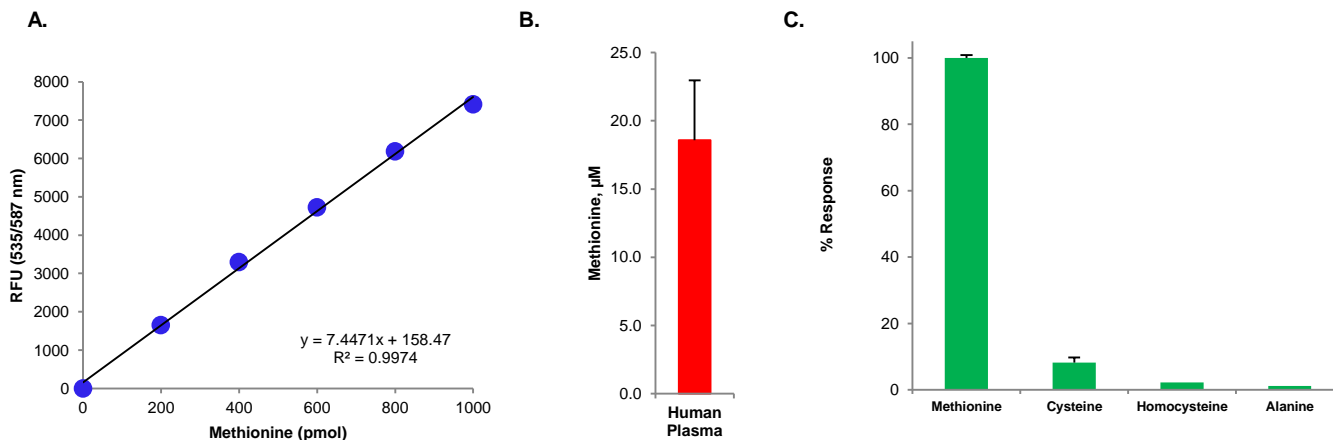 A.
RFU (535/587 nm)
8000
7000
6000
5000
4000
3000
2000
1000
0
y = 7.4471x + 158.47
R² = 0.9974
0 200 400 600 800 1000
Methionine (pmol)
B.
Methionine, µM
25.0
20.0
15.0
10.0
5.0
0.0
Human
Plasma
C.
% Response
100
80
60
40
20
0
Methionine Cysteine Homocysteine Alanine